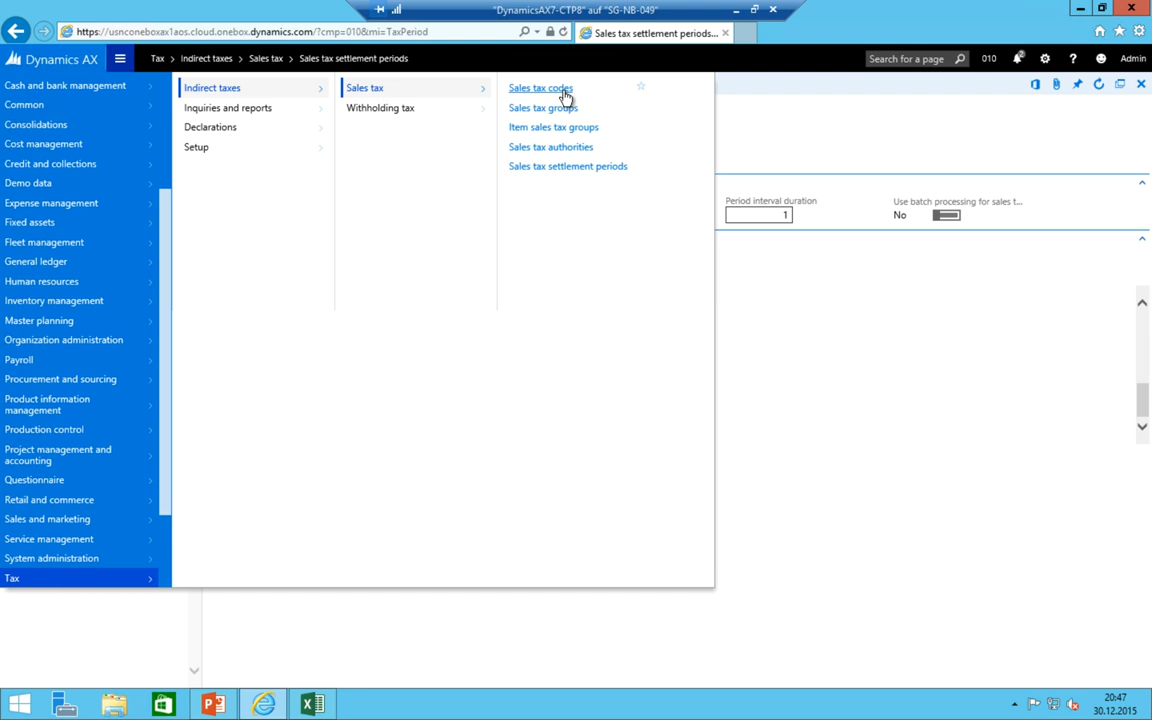 "DynamicsAX7-CTP8" auf "SG-NB-049"
https://usnconeboxax1aos.cloud.onebox.dynamics.com/?cmp=010&mi=TaxPeriod
Sales tax settlement periods...
Dynamics AX
Tax > Indirect taxes > Sales tax > Sales tax settlement periods
Search for a page
010
Admin
Cash and bank management
Common
Consolidations
Cost management
Credit and collections
Demo data
Expense management
Fixed assets
Fleet management
General ledger
Human resources
Inventory management
Master planning
Organization administration
Payroll
Procurement and sourcing
Product information
management
Production control
Project management and
accounting
Questionnaire
Retail and commerce
Sales and marketing
Service management
System administration
Tax
Indirect taxes
Inquiries and reports
Declarations
Setup
Sales tax
Withholding tax
Sales tax codes
Sales tax groups
Item sales tax groups
Sales tax authorities
Sales tax settlement periods
Period interval duration
1
Use batch processing for sales t...
No
20:47
30.12.2015